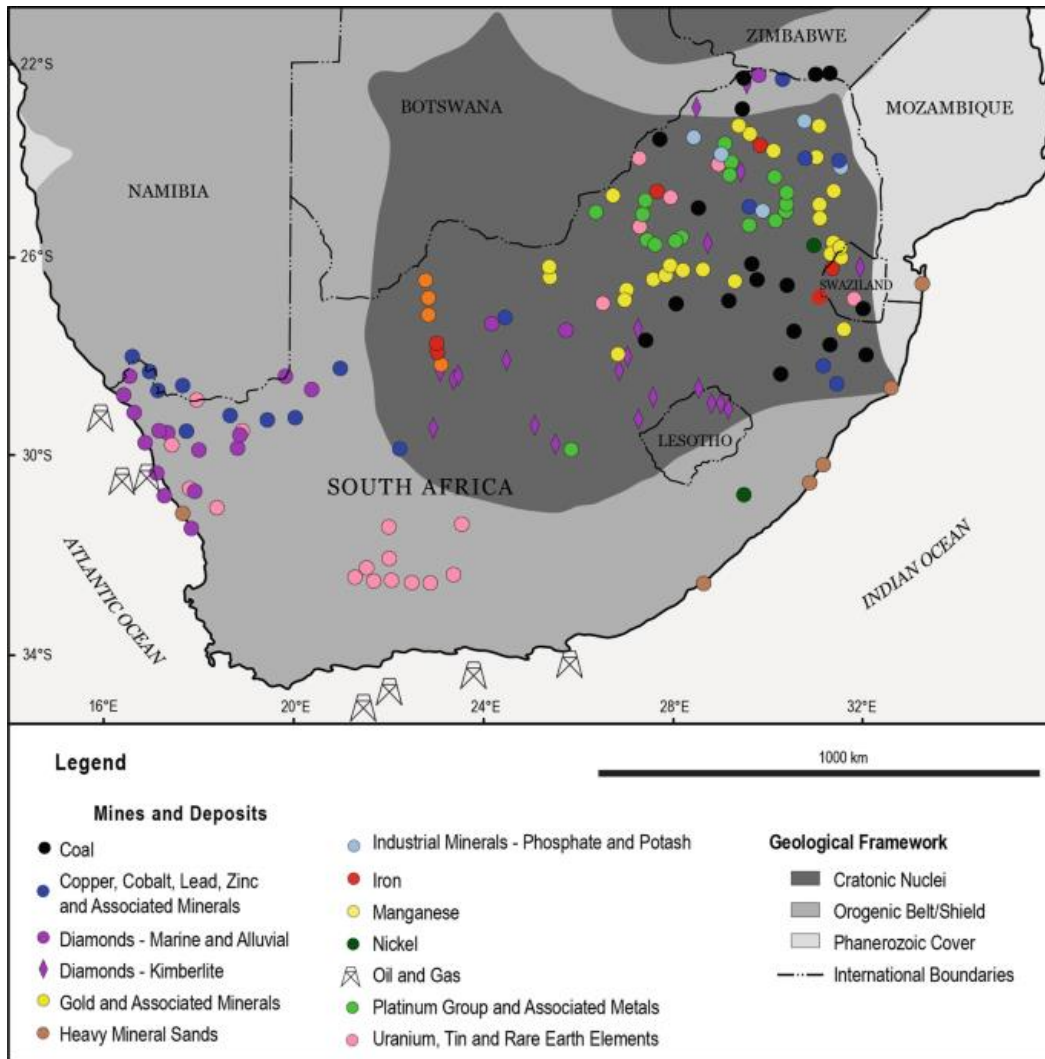 ZIMBABWE
22°S
BOTSWANA
MOZAMBIQUE
NAMIBIA
26°S
SWAZILAND
LESOTHO
30°S
SOUTH AFRICA
ATLANTIC OCEAN
INDIAN OCEAN
34°S
16°E 20°E 24°E 28°E 32°E
Legend
1000 km
Mines and Deposits
Coal
Copper, Cobalt, Lead, Zinc
and Associated Minerals
Diamonds - Marine and Alluvial
Diamonds - Kimberlite
Gold and Associated Minerals
Heavy Mineral Sands
Industrial Minerals - Phosphate and Potash
Iron
Manganese
Nickel
Oil and Gas
Platinum Group and Associated Metals
Uranium, Tin and Rare Earth Elements
Geological Framework
Cratonic Nuclei
Orogenic Belt/Shield
Phanerozoic Cover
International Boundaries